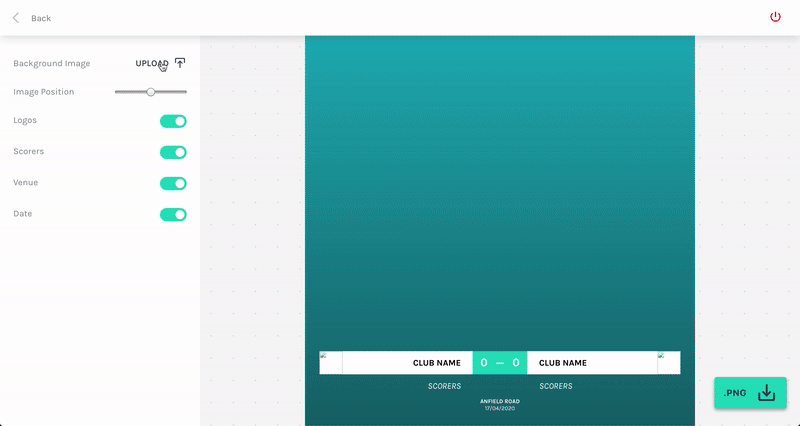 Back
Background Image UPLOAD
Image Position
Logos
Scorers
Venue
Date
CLUB NAME 0 — 0 CLUB NAME
SCORERS SCORERS
ANFIELD ROAD
17/04/2020
.PNG